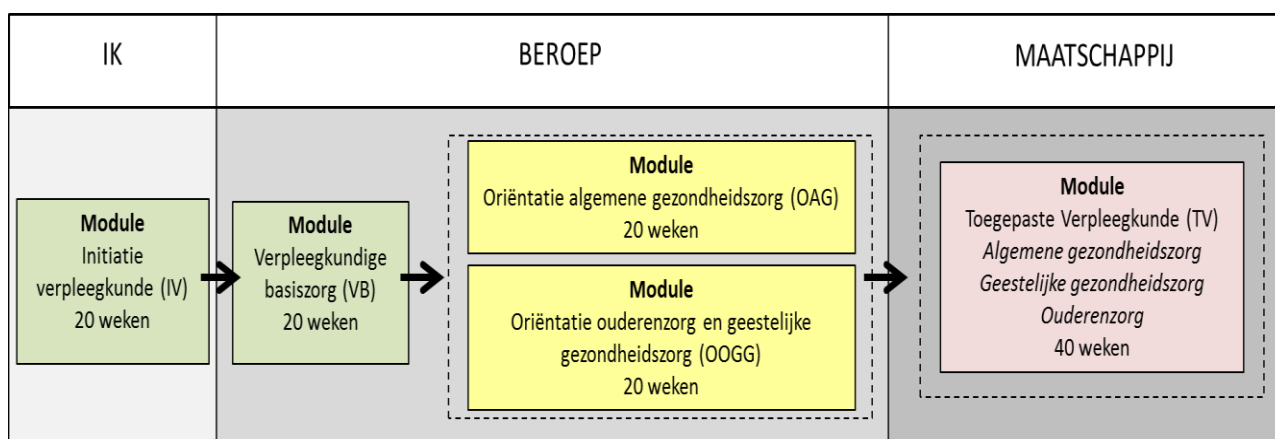 IK
BEROEP
MAATSCHAPPIJ
Module
Initiatie
verpleegkunde (IV)
20 weken
Module
Verpleegkundige
basiszorg (VB)
20 weken
Module
Oriëntatie algemene gezondheidszorg (OAG)
20 weken
Module
Oriëntatie ouderenzorg en geestelijke
gezondheidszorg (OOGG)
20 weken
Module
Toegepaste Verpleegkunde (TV)
Algemene gezondheidszorg
Geestelijke gezondheidszorg
Ouderenzorg
40 weken